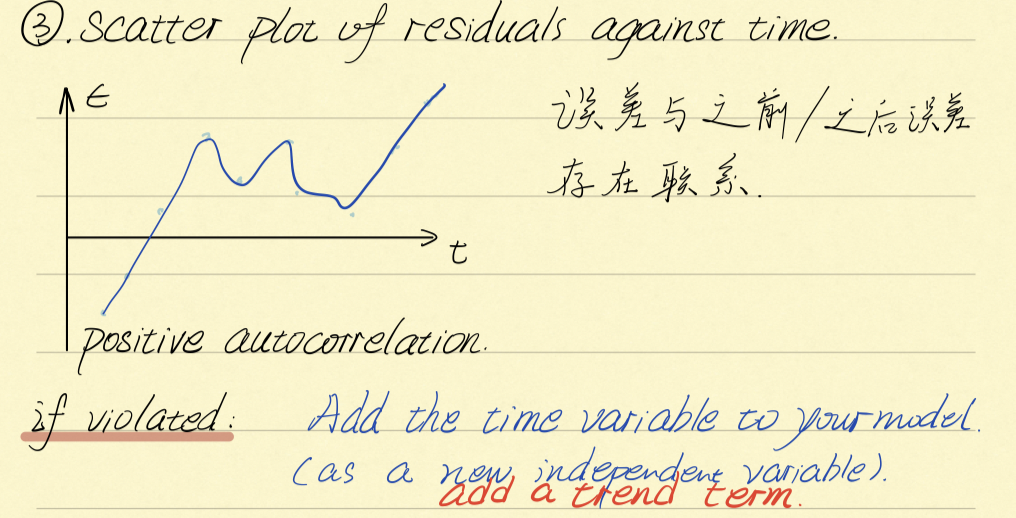 ③. Scatter plot of residuals against time.
ϵ
误差与之前/之后误差
存在联系.
t
positive autocorrelation.
if violated: Add the time variable to your model.
(as a new independent variable).
add a trend term.